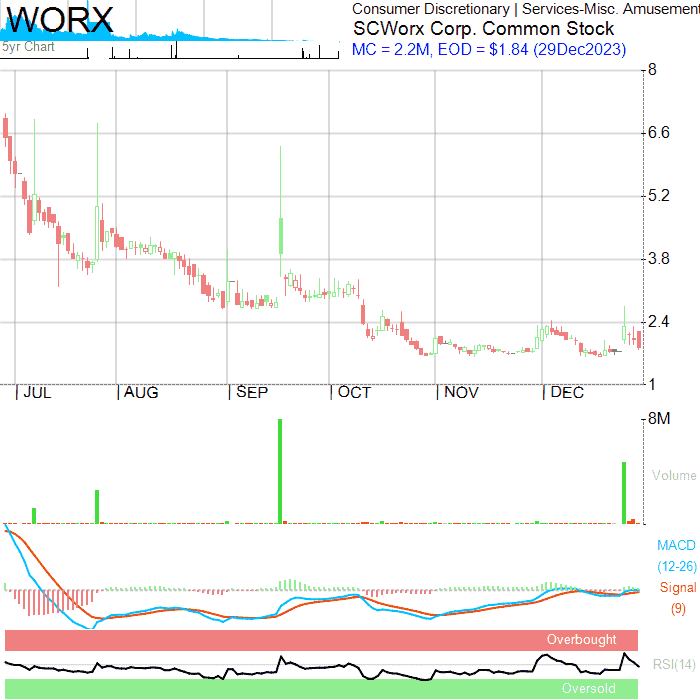 WORX
Consumer Discretionary | Services-Misc. Amusement
SCWorx Corp. Common Stock
5yr Chart
MC = 2.2M, EOD = $1.84 (29Dec2023)
8
6.6
5.2
3.8
2.4
1
JUL
AUG
SEP
OCT
NOV
DEC
8M
Volume
MACD
(12-26)
Signal
(9)
Overbought
RSI(14)
Oversold